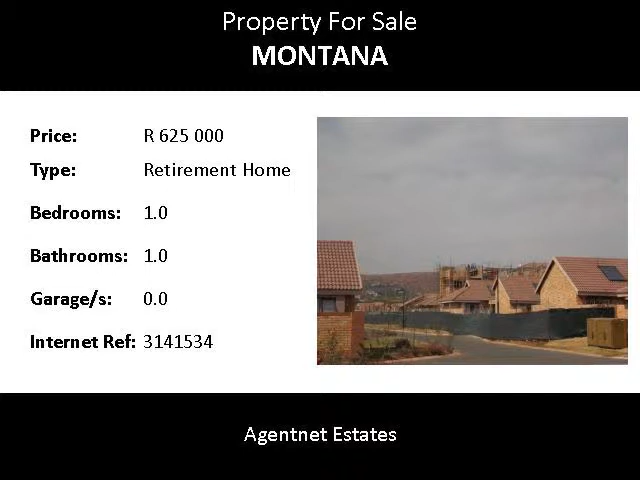 Property For Sale
MONTANA
Price: R 625 000
Type: Retirement Home
Bedrooms: 1.0
Bathrooms: 1.0
Garage/s: 0.0
Internet Ref: 3141534
Agentnet Estates